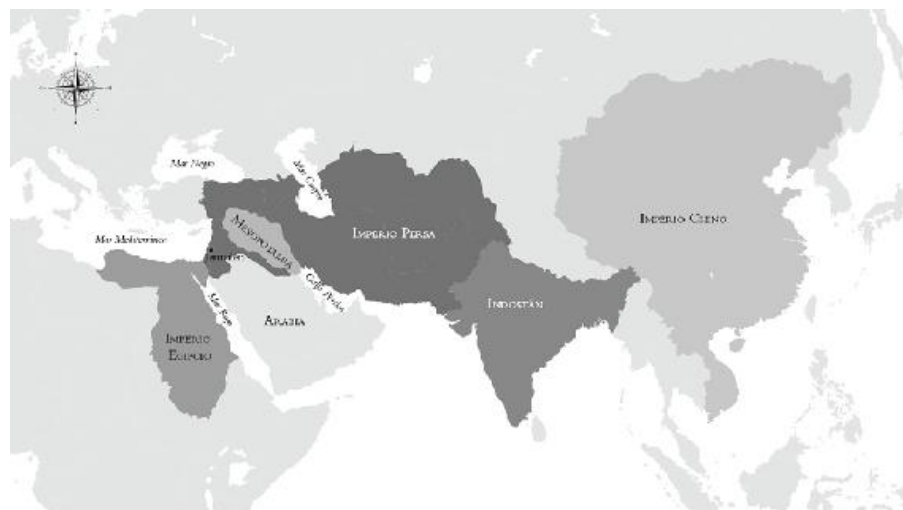 Mar Negro
Mar Caspio
Mar Mediterráneo
MESOPOTAMIA
IMPERIO PERSA
IMPERIO CHINO
Jerusalén
Golfo Pérsico
INDOSTÁN
Mar Rojo
ARABIA
IMPERIO
EGIPCIO